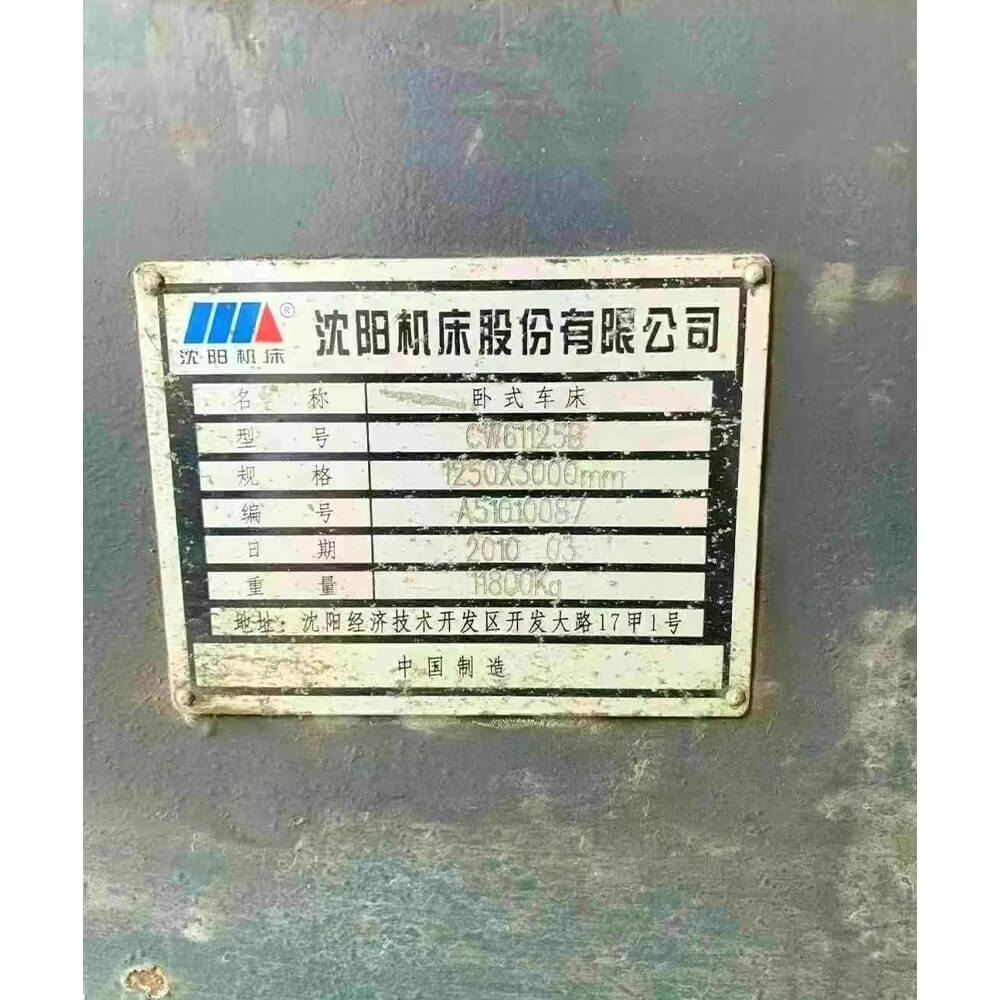 沈阳机床® 沈阳机床股份有限公司
名称 卧式车床
型号 CW61125B
规格 1250X3000mm
编号 A51010087
日期 2010 03
重量 11800Kg
地址：沈阳经济技术开发区开发大路17甲1号
中国制造